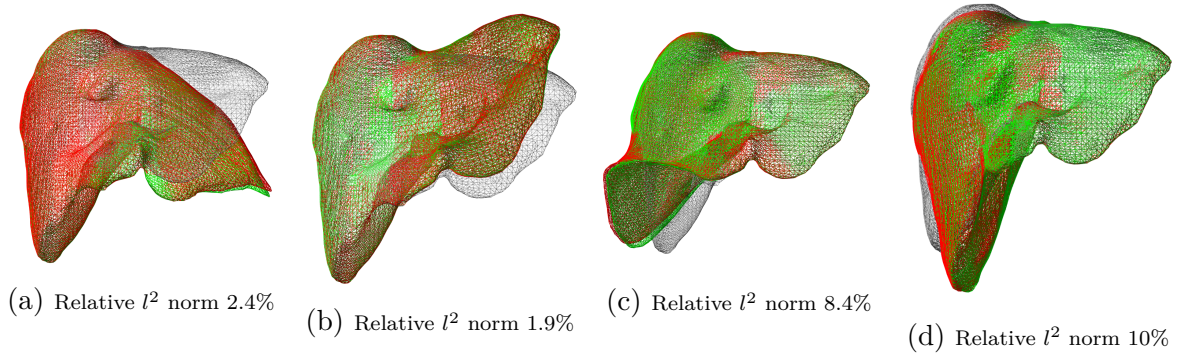 (a) Relative l² norm 2.4%
(b) Relative l² norm 1.9%
(c) Relative l² norm 8.4%
(d) Relative l² norm 10%